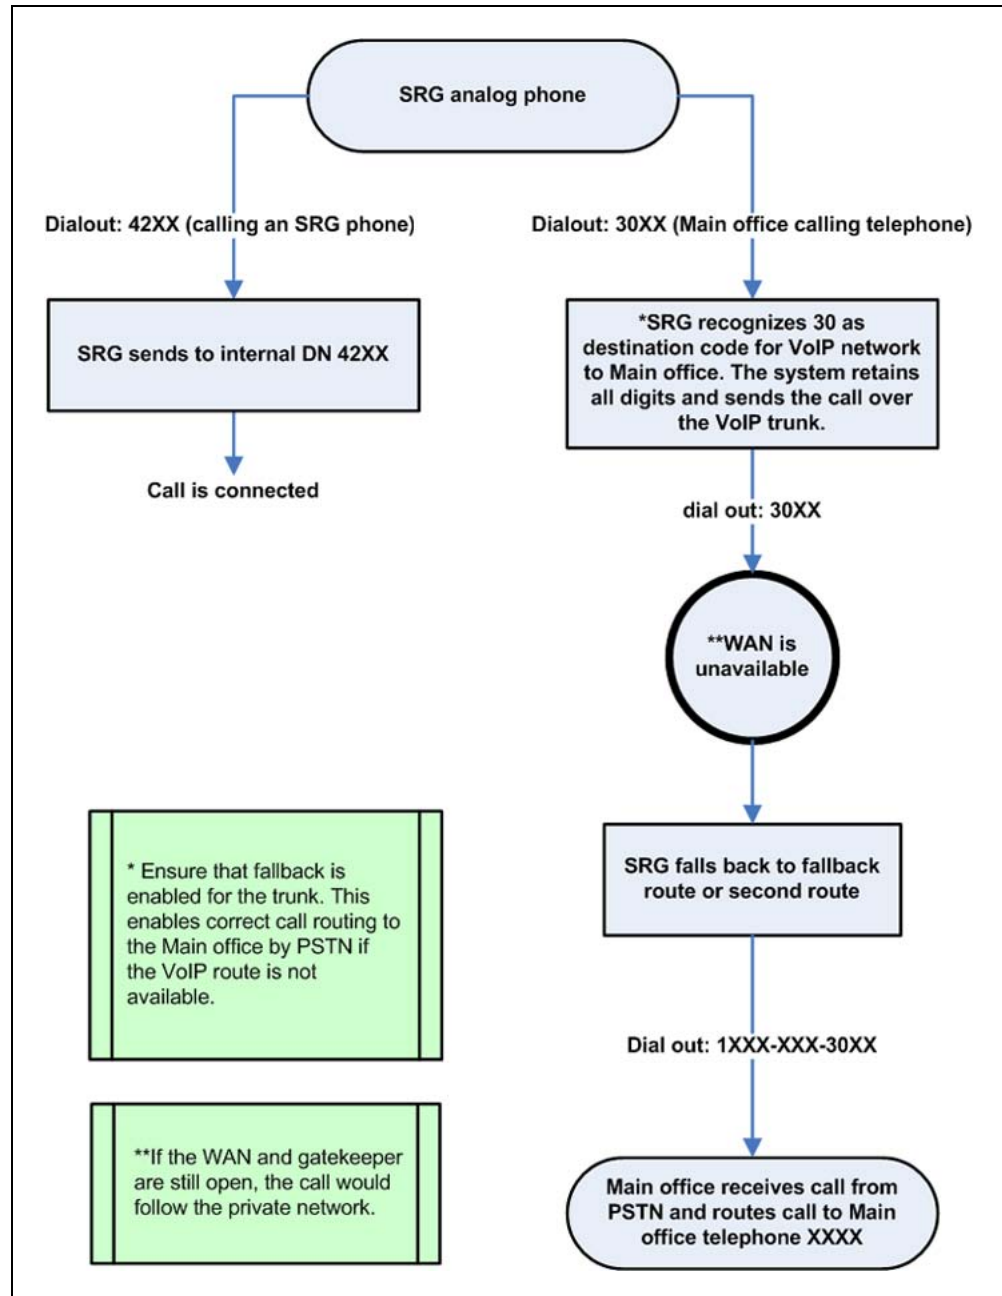 SRG analog phone
Dialout: 42XX (calling an SRG phone)
SRG sends to internal DN 42XX
Call is connected
Dialout: 30XX (Main office calling telephone)
*SRG recognizes 30 as
destination code for VoIP network
to Main office. The system retains
all digits and sends the call over
the VoIP trunk.
dial out: 30XX
**WAN is
unavailable
SRG falls back to fallback
route or second route
Dial out: 1XXX-XXX-30XX
Main office receives call from
PSTN and routes call to Main
office telephone XXXX
* Ensure that fallback is
enabled for the trunk. This
enables correct call routing to
the Main office by PSTN if
the VoIP route is not
available.
**If the WAN and gatekeeper
are still open, the call would
follow the private network.